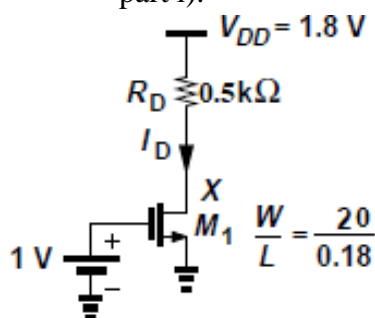 part i).
V_DD = 1.8 V
R_D 0.5kΩ
I_D
X
M_1
W/L = 20/0.18
1 V
+
−